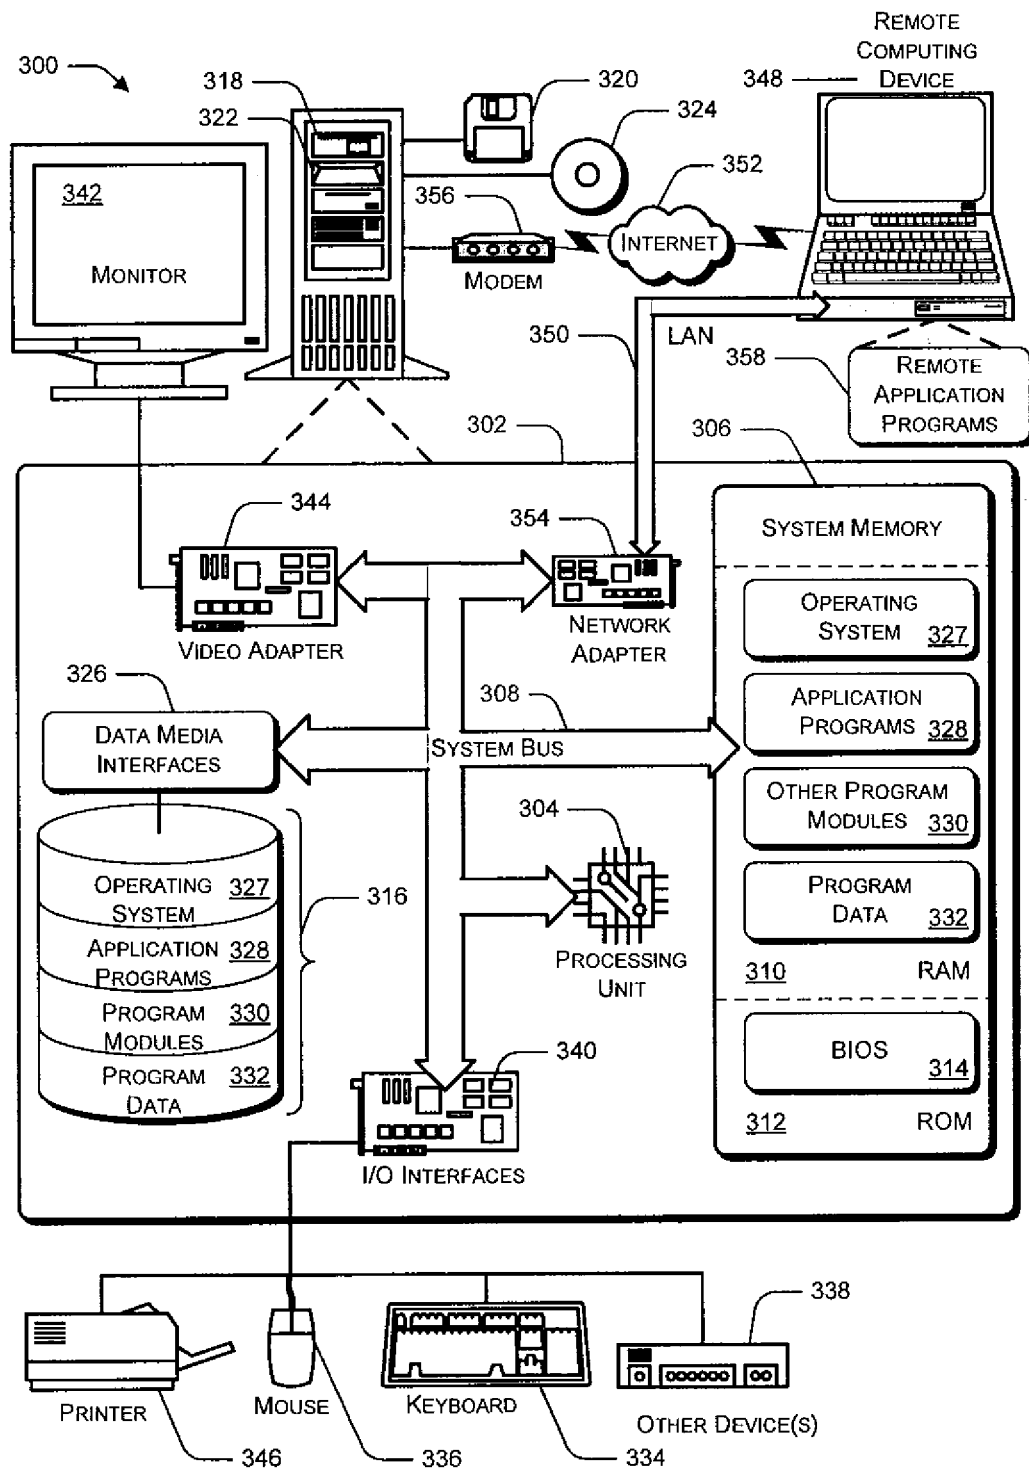 300
318
322
320
324
REMOTE
COMPUTING
DEVICE
348
352
356
342
MONITOR
INTERNET
MODEM
350
LAN
358
REMOTE
APPLICATION
PROGRAMS
302
306
344
354
SYSTEM MEMORY
VIDEO ADAPTER
NETWORK
ADAPTER
OPERATING
SYSTEM 327
326
308
APPLICATION
PROGRAMS 328
DATA MEDIA
INTERFACES
SYSTEM BUS
OTHER PROGRAM
MODULES 330
304
OPERATING
SYSTEM 327
316
PROGRAM
DATA 332
APPLICATION
PROGRAMS 328
PROCESSING
UNIT
310 RAM
PROGRAM
MODULES 330
340
BIOS
314
PROGRAM
DATA 332
312 ROM
I/O INTERFACES
338
PRINTER
MOUSE
KEYBOARD
OTHER DEVICE(S)
346
336
334